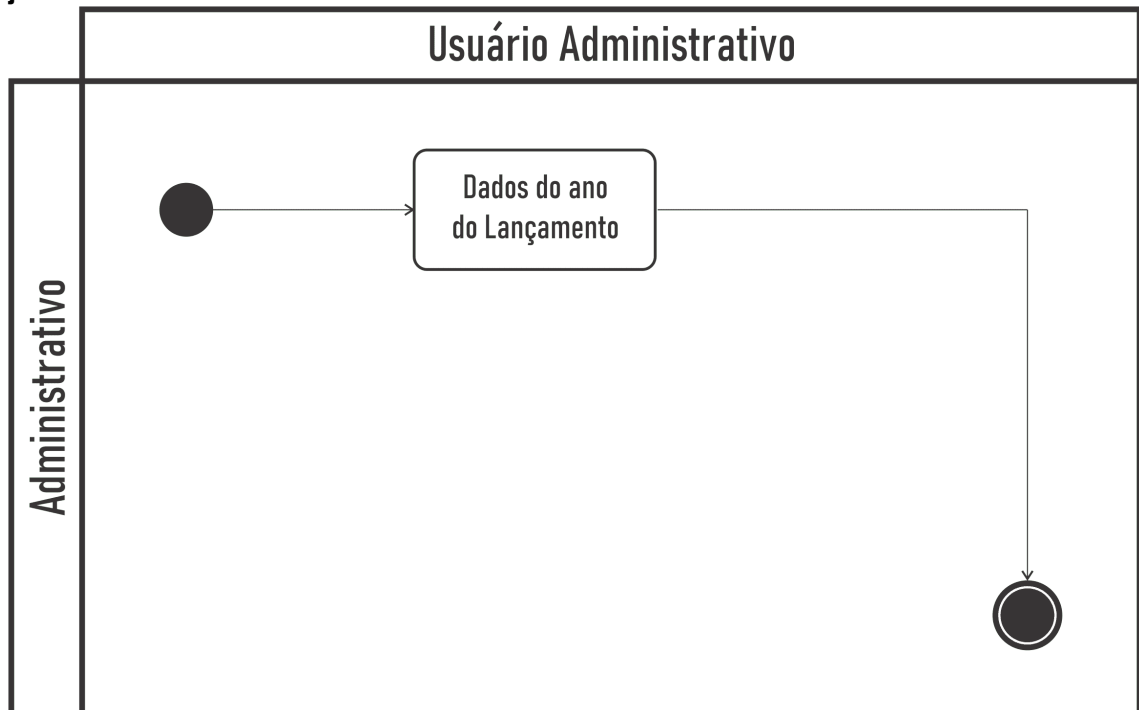 Usuário Administrativo
Dados do ano
do Lançamento
Administrativo